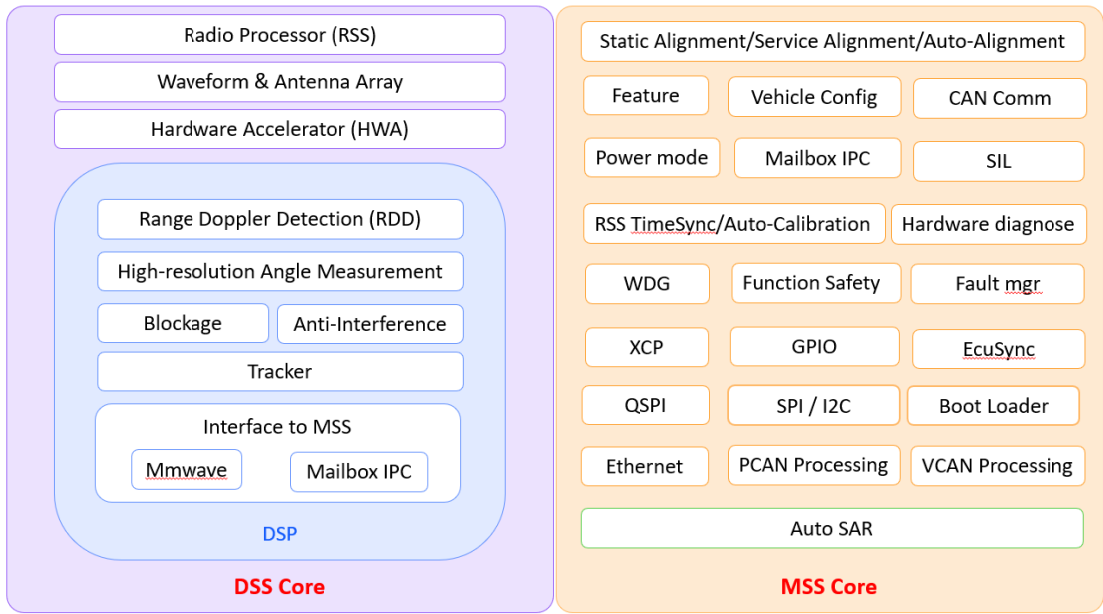 Radio Processor (RSS)
Waveform & Antenna Array
Hardware Accelerator (HWA)
Range Doppler Detection (RDD)
High-resolution Angle Measurement
Blockage
Anti-Interference
Tracker
Interface to MSS
Mmwave
Mailbox IPC
DSP
DSS Core
Static Alignment/Service Alignment/Auto-Alignment
Feature
Vehicle Config
CAN Comm
Power mode
Mailbox IPC
SIL
RSS TimeSync/Auto-Calibration
Hardware diagnose
WDG
Function Safety
Fault mgr
XCP
GPIO
EcuSync
QSPI
SPI / I2C
Boot Loader
Ethernet
PCAN Processing
VCAN Processing
Auto SAR
MSS Core